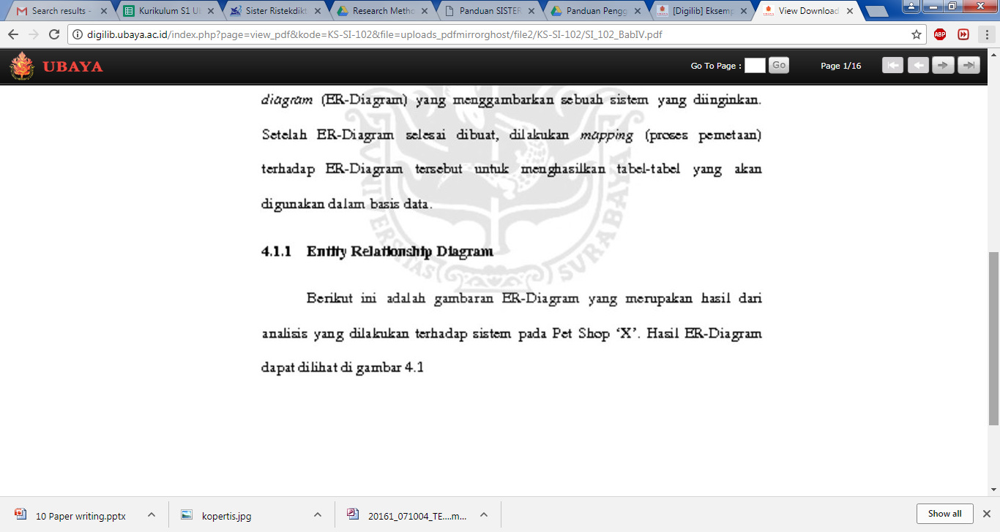 Search results -
Kurikulum S1 U
Sister Ristekdikt
Research Metho
Panduan SISTER
Panduan Pengg
[Digilib] Eksemp
View Download
digilib.ubaya.ac.id/index.php?page=view_pdf&kode=KS-SI-102&file=uploads_pdfmirrorghost/file2/KS-SI-102/SI_102_BabIV.pdf
ABP
UBAYA
Go To Page :
Go
Page 1/16
diagram (ER-Diagram) yang menggambarkan sebuah sistem yang diinginkan.
Setelah ER-Diagram selesai dibuat, dilakukan mapping (proses pemetaan)
terhadap ER-Diagram tersebut untuk menghasilkan tabel-tabel yang akan
digunakan dalam basis data.
UNIVERSITAS SURABAYA
4.1.1 Entity Relationship Diagram
Berikut ini adalah gambaran ER-Diagram yang merupakan hasil dari
analisis yang dilakukan terhadap sistem pada Pet Shop ‘X’. Hasil ER-Diagram
dapat dilihat di gambar 4.1
10 Paper writing.pptx
kopertis.jpg
20161_071004_TE....m...
Show all